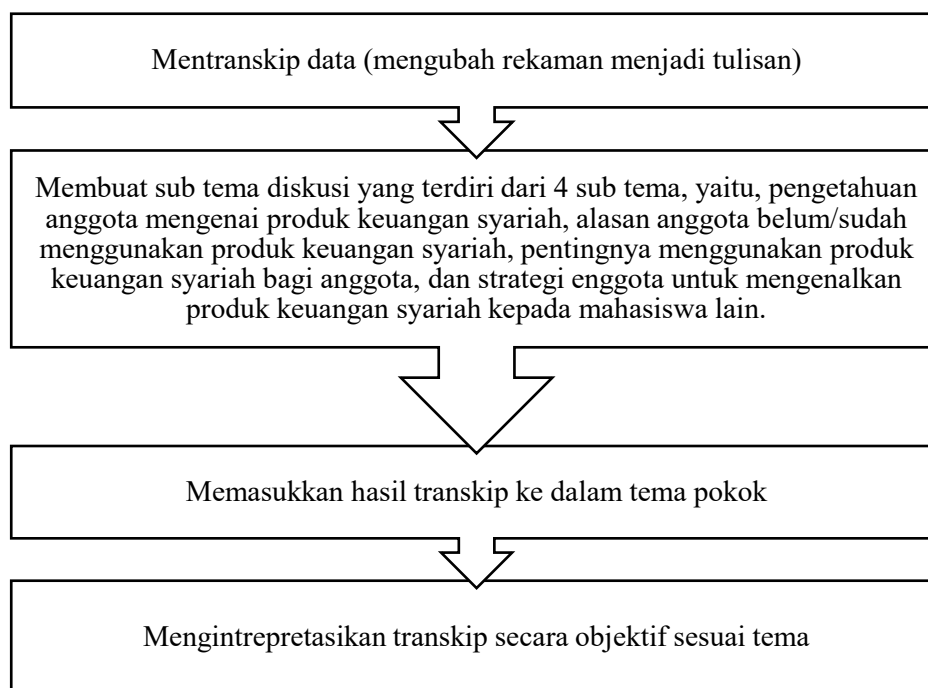 Mentranskip data (mengubah rekaman menjadi tulisan)
Membuat sub tema diskusi yang terdiri dari 4 sub tema, yaitu, pengetahuan
anggota mengenai produk keuangan syariah, alasan anggota belum/sudah
menggunakan produk keuangan syariah, pentingnya menggunakan produk
keuangan syariah bagi anggota, dan strategi enggota untuk mengenalkan
produk keuangan syariah kepada mahasiswa lain.
Memasukkan hasil transkip ke dalam tema pokok
Mengintrepretasikan transkip secara objektif sesuai tema